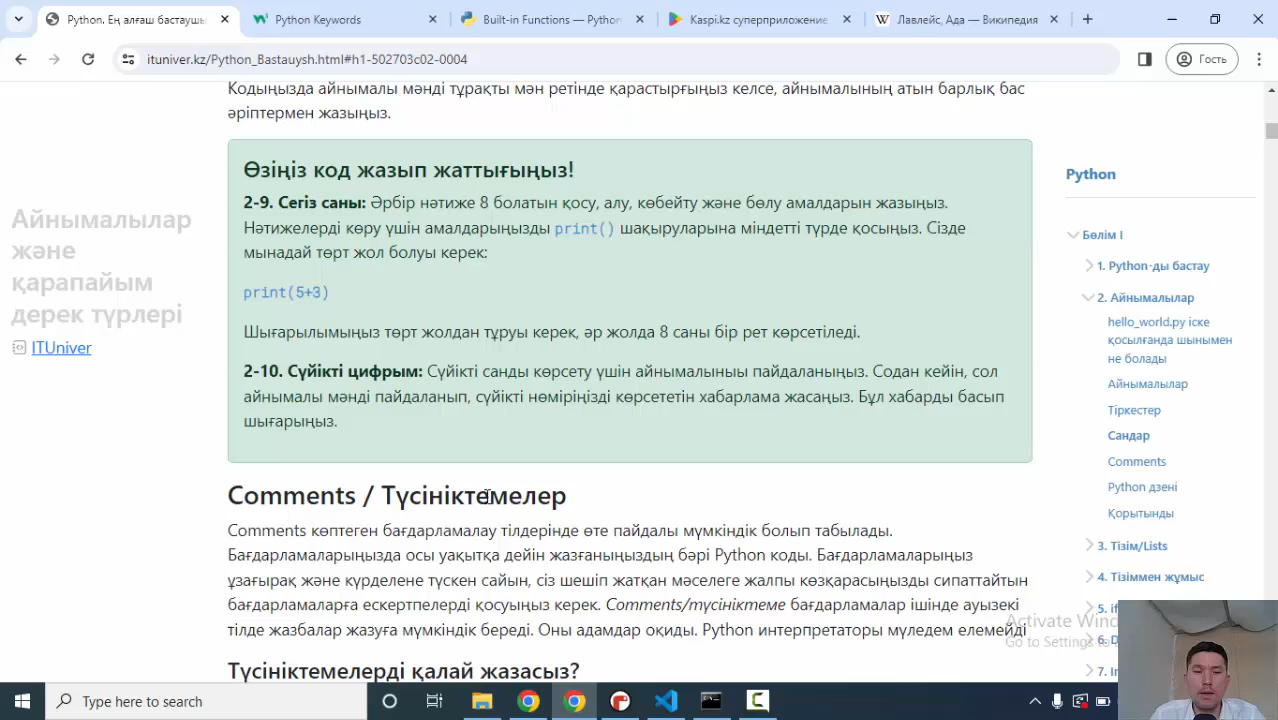 Python. Ең алғаш бастаушы
Python Keywords
Built-in Functions — Python
Kaspi.kz суперприложение
Лавлейс, Ада — Википедия
ituniver.kz/Python_Bastauysh.html#h1-502703c02-0004
Гость
Кодыңызда айнымалы мәнді тұрақты мән ретінде қарастырғыңыз келсе, айнымалының атын барлық бас
әріптермен жазыңыз.
Өзіңіз код жазып жаттығыңыз!
2-9. Сегіз саны: Әрбір нәтиже 8 болатын қосу, алу, көбейту және бөлу амалдарын жазыңыз.
Нәтижелерді көру үшін амалдарыңызды print() шақыруларына міндетті түрде қосыңыз. Сізде
мынадай төрт жол болуы керек:
print(5+3)
Шығарылымыңыз төрт жолдан тұруы керек, әр жолда 8 саны бір рет көрсетіледі.
2-10. Сүйікті цифрым: Сүйікті санды көрсету үшін айнымалыныы пайдаланыңыз. Содан кейін, сол
айнымалы мәнді пайдаланып, сүйікті нөміріңізді көрсететін хабарлама жасаңыз. Бұл хабарды басып
шығарыңыз.
Comments / Түсініктемелер
Comments көптеген бағдарламалау тілдерінде өте пайдалы мүмкіндік болып табылады.
Бағдарламаларыңызда осы уақытқа дейін жазғаныңыздың бәрі Python коды. Бағдарламаларыңыз
ұзағырақ және күрделене түскен сайын, сіз шешіп жатқан мәселеге жалпы көзқарасыңызды сипаттайтын
бағдарламаларға ескертпелерді қосуыңыз керек. Comments/түсініктеме бағдарламалар ішінде ауызекі
тілде жазбалар жазуға мүмкіндік береді. Оны адамдар оқиды. Python интерпретаторы мүлдем елемейді
Түсініктемелерді қалай жазасыз?
Айнымалылар
және
қарапайым
дерек түрлері
ITUniver
Python
Бөлім I
1. Python-ды бастау
2. Айнымалылар
hello_world.py іске
қосылғанда шынымен
не болады
Айнымалылар
Тіркестер
Сандар
Comments
Python дзені
Қорытынды
3. Тізім/Lists
4. Тізіммен жұмыс
5. if
6. D
7. In
Activate Wind
Go to Settings to
Type here to search